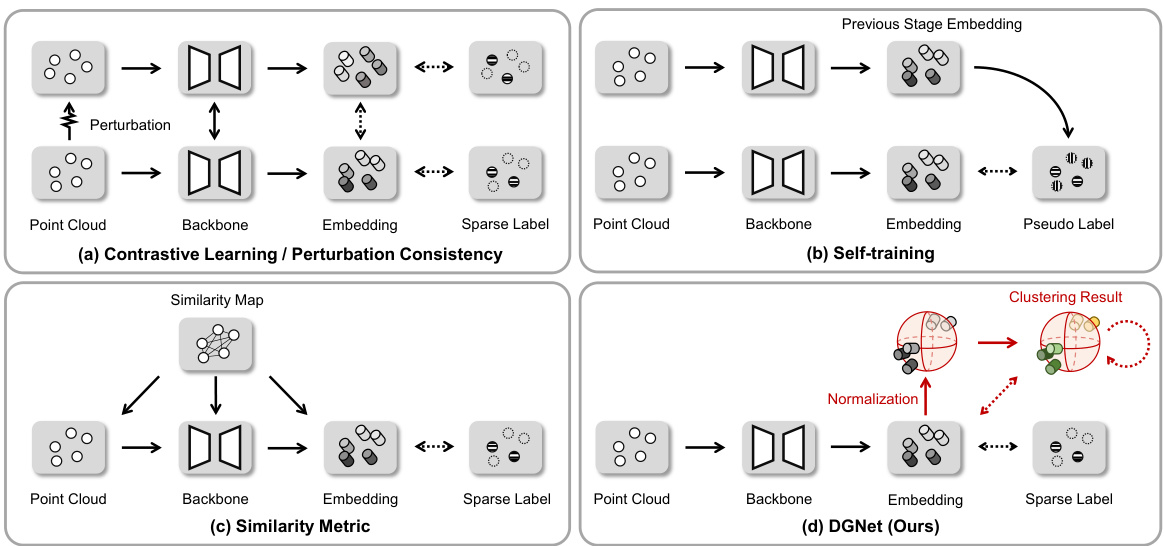 Perturbation
Point Cloud
Backbone
Embedding
Sparse Label
(a) Contrastive Learning / Perturbation Consistency
Previous Stage Embedding
Point Cloud
Backbone
Embedding
Pseudo Label
(b) Self-training
Similarity Map
Point Cloud
Backbone
Embedding
Sparse Label
(c) Similarity Metric
Clustering Result
Normalization
Point Cloud
Backbone
Embedding
Sparse Label
(d) DGNet (Ours)